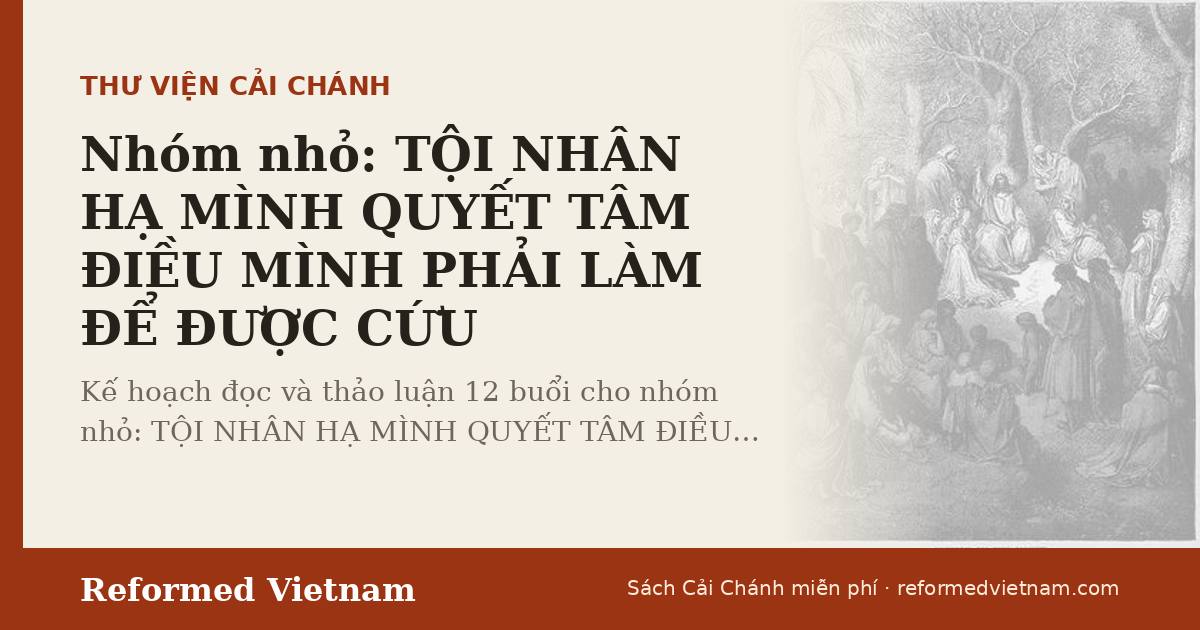 THƯ VIỆN CẢI CHÁNH
Nhóm nhỏ: TỘI NHÂN
HẠ MÌNH QUYẾT TÂM
ĐIỀU MÌNH PHẢI LÀM
ĐỂ ĐƯỢC CỨU
Kế hoạch đọc và thảo luận 12 buổi cho nhóm
nhỏ: TỘI NHÂN HẠ MÌNH QUYẾT TÂM ĐIỀU…
Reformed Vietnam
Sách Cải Chánh miễn phí · reformedvietnam.com